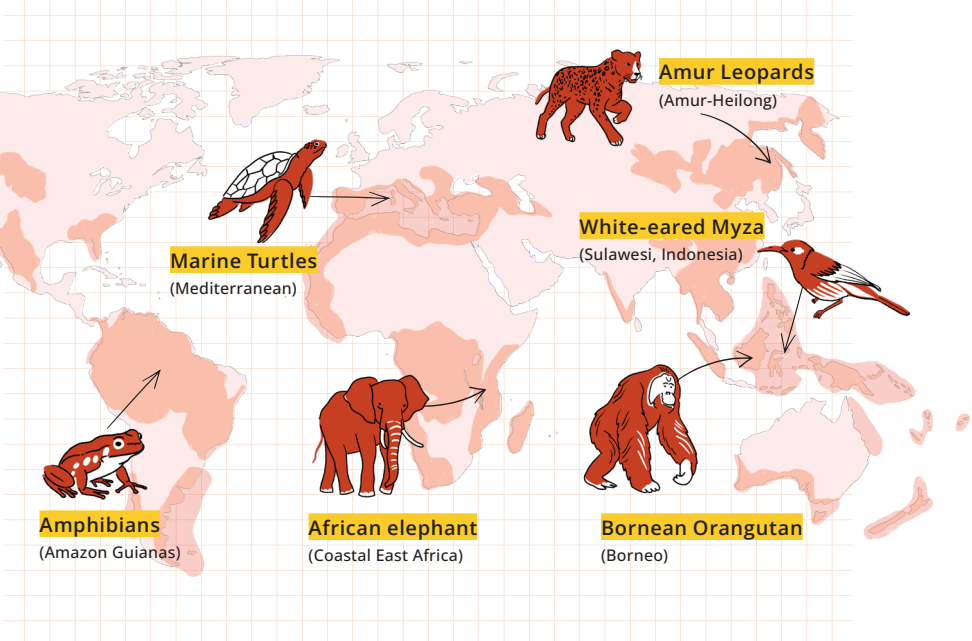 Amur Leopards
(Amur-Heilong)
White-eared Myza
(Sulawesi, Indonesia)
Marine Turtles
(Mediterranean)
Amphibians
(Amazon Guianas)
African elephant
(Coastal East Africa)
Bornean Orangutan
(Borneo)